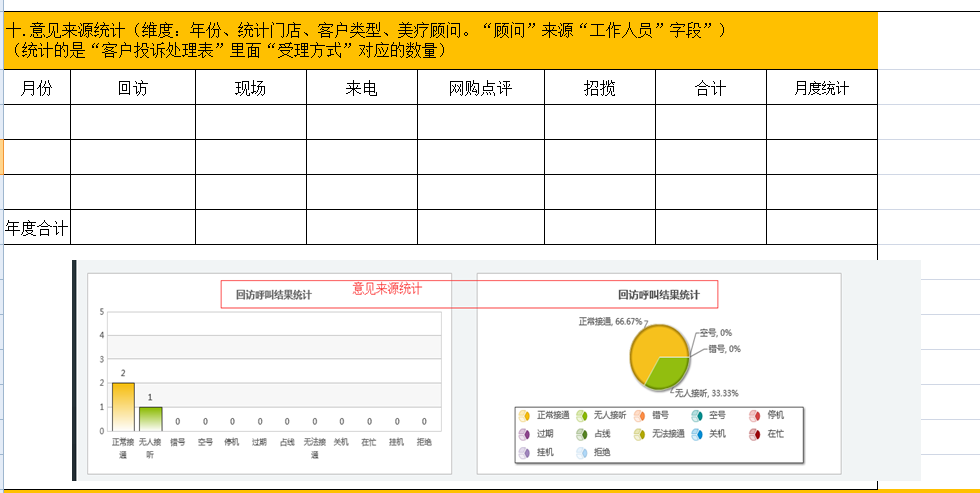 十.意见来源统计（维度：年份、统计门店、客户类型、美疗顾问。“顾问”来源“工作人员”字段”）
（统计的是“客户投诉处理表”里面“受理方式”对应的数量）
月份 回访 现场 来电 网购点评 招揽 合计 月度统计
年度合计
意见来源统计
回访呼叫结果统计
5
4
3
2
1
0
2
1
0 0 0 0 0 0 0 0 0 0
正常接通 无人接听 错号 空号 停机 过期 占线 无法接通 关机 在忙 挂机 拒绝
回访呼叫结果统计
正常接通, 66.67%
空号, 0%
错号, 0%
无人接听, 33.33%
正常接通 无人接听 错号 空号 停机
过期 占线 无法接通 关机 在忙
挂机 拒绝